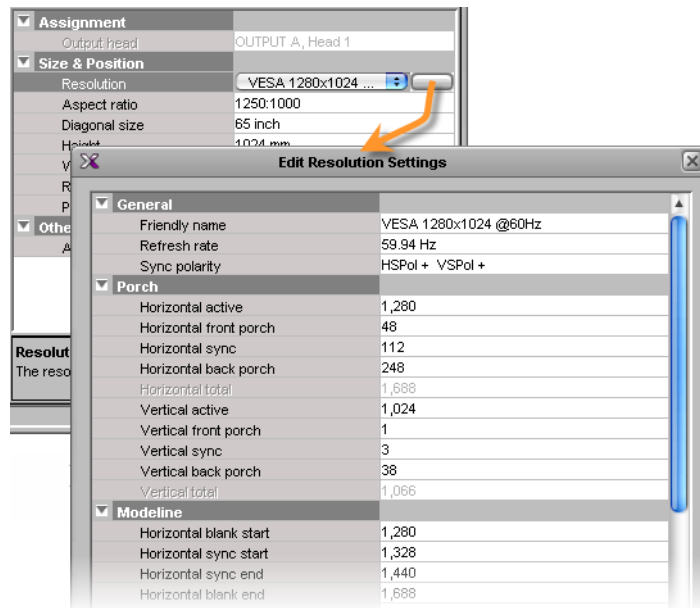 Assignment
Output head OUTPUT A, Head 1
Size & Position
Resolution VESA 1280x1024 ...
Aspect ratio 1250:1000
Diagonal size 65 inch
Height 1024 mm
V
R
P
Othe
A
Resolut
The reso
Edit Resolution Settings
General
Friendly name VESA 1280x1024 @60Hz
Refresh rate 59.94 Hz
Sync polarity HSPol + VSPol +
Porch
Horizontal active 1,280
Horizontal front porch 48
Horizontal sync 112
Horizontal back porch 248
Horizontal total 1,688
Vertical active 1,024
Vertical front porch 1
Vertical sync 3
Vertical back porch 38
Vertical total 1,066
Modeline
Horizontal blank start 1,280
Horizontal sync start 1,328
Horizontal sync end 1,440
Horizontal blank end 1,688